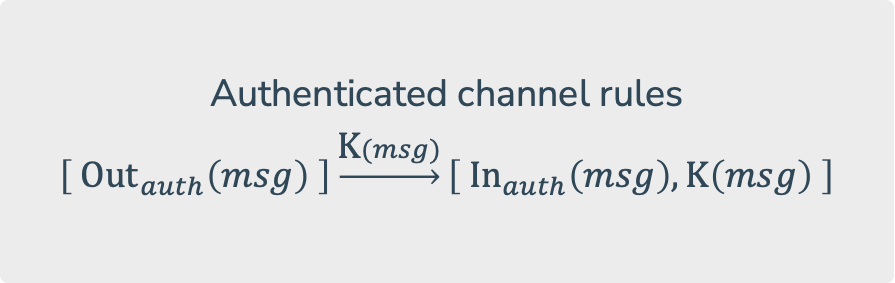 Authenticated channel rules
[ Out_auth(msg) ] —K(msg)→ [ In_auth(msg), K(msg) ]